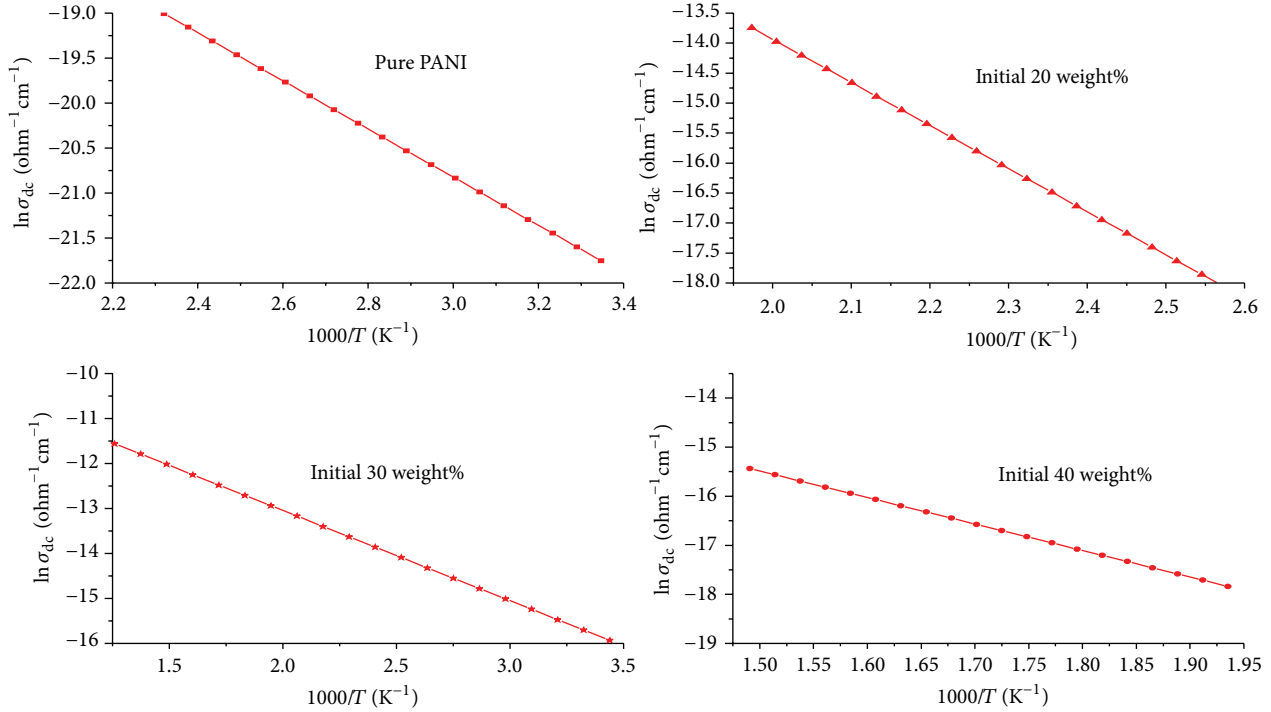 −19.0
−19.5
−20.0
−20.5
−21.0
−21.5
−22.0
ln σdc (ohm−1cm−1)
Pure PANI
2.2 2.4 2.6 2.8 3.0 3.2 3.4
1000/T (K−1)
−13.5
−14.0
−14.5
−15.0
−15.5
−16.0
−16.5
−17.0
−17.5
−18.0
ln σdc (ohm−1cm−1)
Initial 20 weight%
2.0 2.1 2.2 2.3 2.4 2.5 2.6
1000/T (K−1)
−10
−11
−12
−13
−14
−15
−16
ln σdc (ohm−1cm−1)
Initial 30 weight%
1.5 2.0 2.5 3.0 3.5
1000/T (K−1)
−14
−15
−16
−17
−18
−19
ln σdc (ohm−1cm−1)
Initial 40 weight%
1.50 1.55 1.60 1.65 1.70 1.75 1.80 1.85 1.90 1.95
1000/T (K−1)